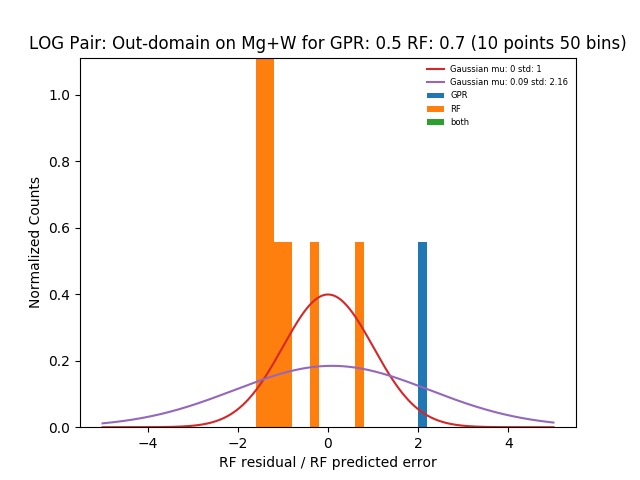 LOG Pair: Out-domain on Mg+W for GPR: 0.5 RF: 0.7 (10 points 50 bins)
Gaussian mu: 0 std: 1
Gaussian mu: 0.09 std: 2.16
GPR
RF
both
Normalized Counts
1.0
0.8
0.6
0.4
0.2
0.0
−4
−2
0
2
4
RF residual / RF predicted error